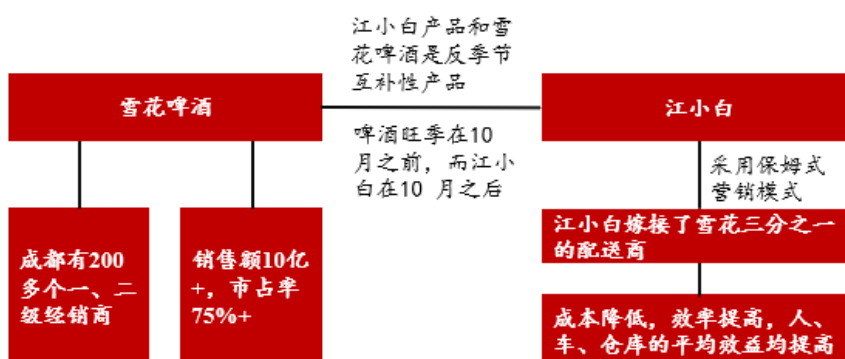 江小白产品和雪
花啤酒是反季节
互补性产品
雪花啤酒
江小白
啤酒旺季在10
月之前，而江小
白在10 月之后
采用保姆式
营销模式
成都有200
多个一、二
级经销商
销售额10亿
+，市占率
75%+
江小白嫁接了雪花三分之一
的配送商
成本降低，效率提高，人、
车、仓库的平均效益均提高